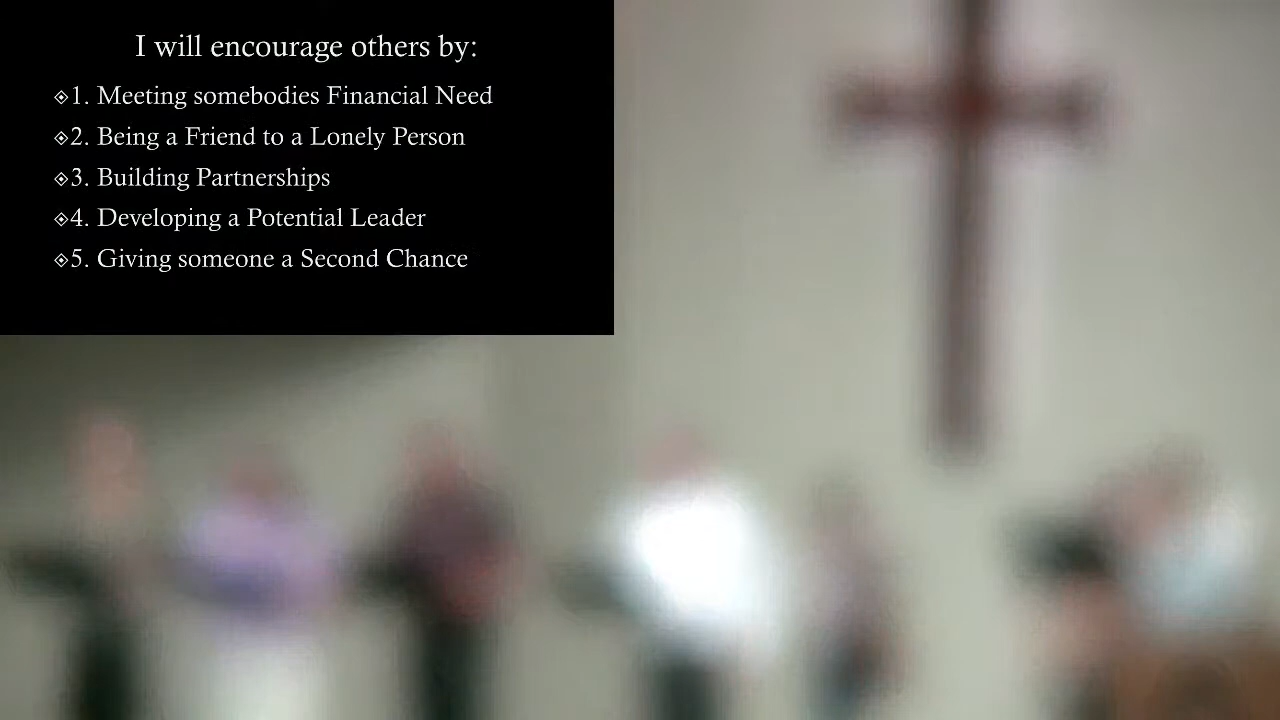 I will encourage others by:
◈1. Meeting somebodies Financial Need
◈2. Being a Friend to a Lonely Person
◈3. Building Partnerships
◈4. Developing a Potential Leader
◈5. Giving someone a Second Chance